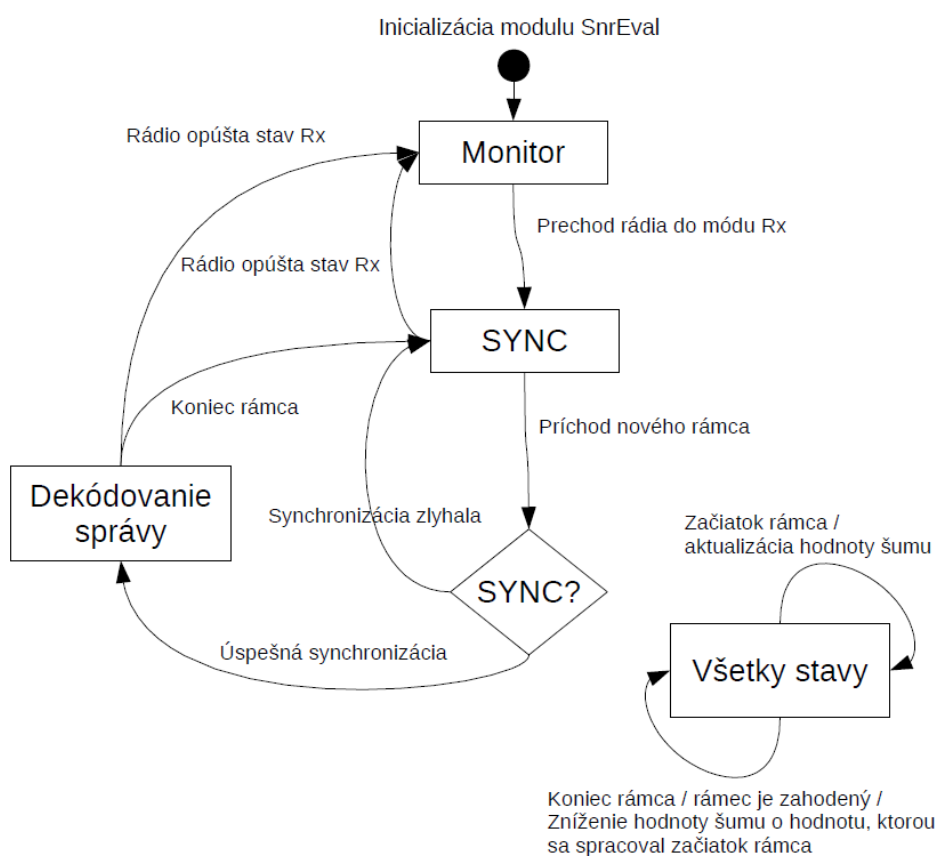 Inicializácia modulu SnrEval
Rádio opúšta stav Rx
Monitor
Prechod rádia do módu Rx
Rádio opúšta stav Rx
SYNC
Koniec rámca
Príchod nového rámca
Dekódovanie
správy
Synchronizácia zlyhala
Začiatok rámca /
aktualizácia hodnoty šumu
SYNC?
Úspešná synchronizácia
Všetky stavy
Koniec rámca / rámec je zahodený /
Zníženie hodnoty šumu o hodnotu, ktorou
sa spracoval začiatok rámca